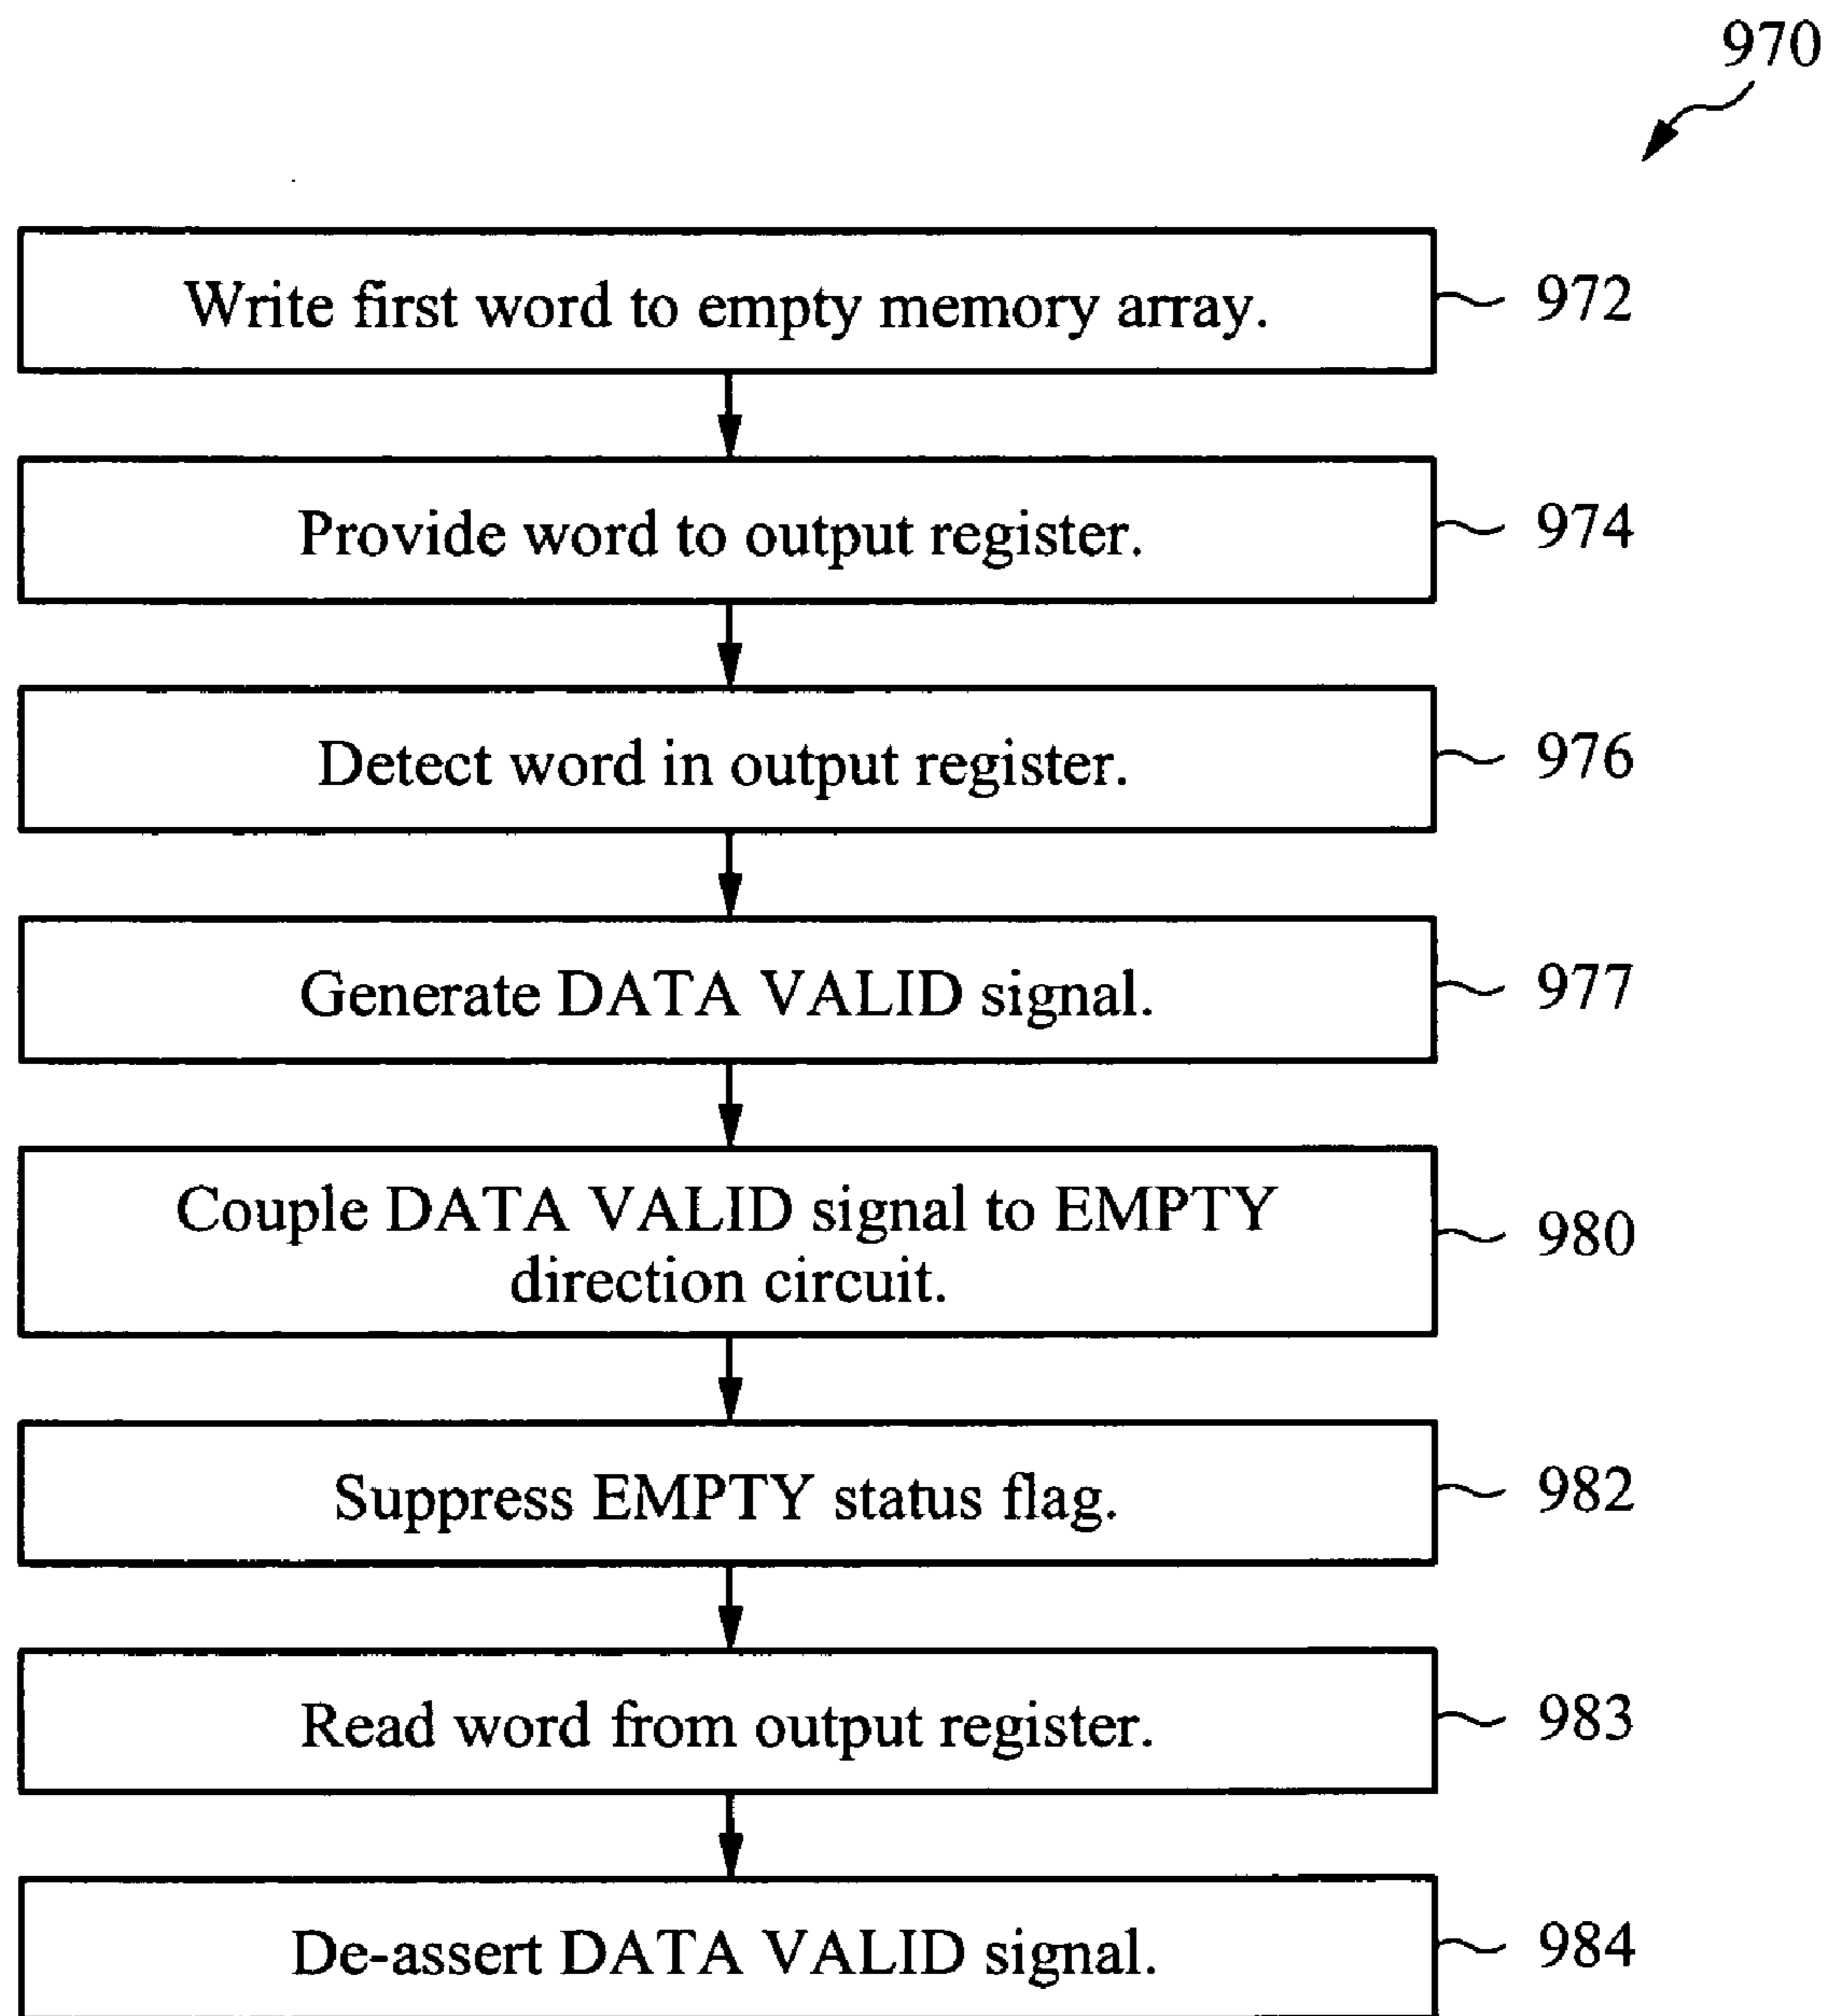 970
Write first word to empty memory array.
972
Provide word to output register.
974
Detect word in output register.
976
Generate DATA VALID signal.
977
Couple DATA VALID signal to EMPTY
direction circuit.
980
Suppress EMPTY status flag.
982
Read word from output register.
983
De-assert DATA VALID signal.
984